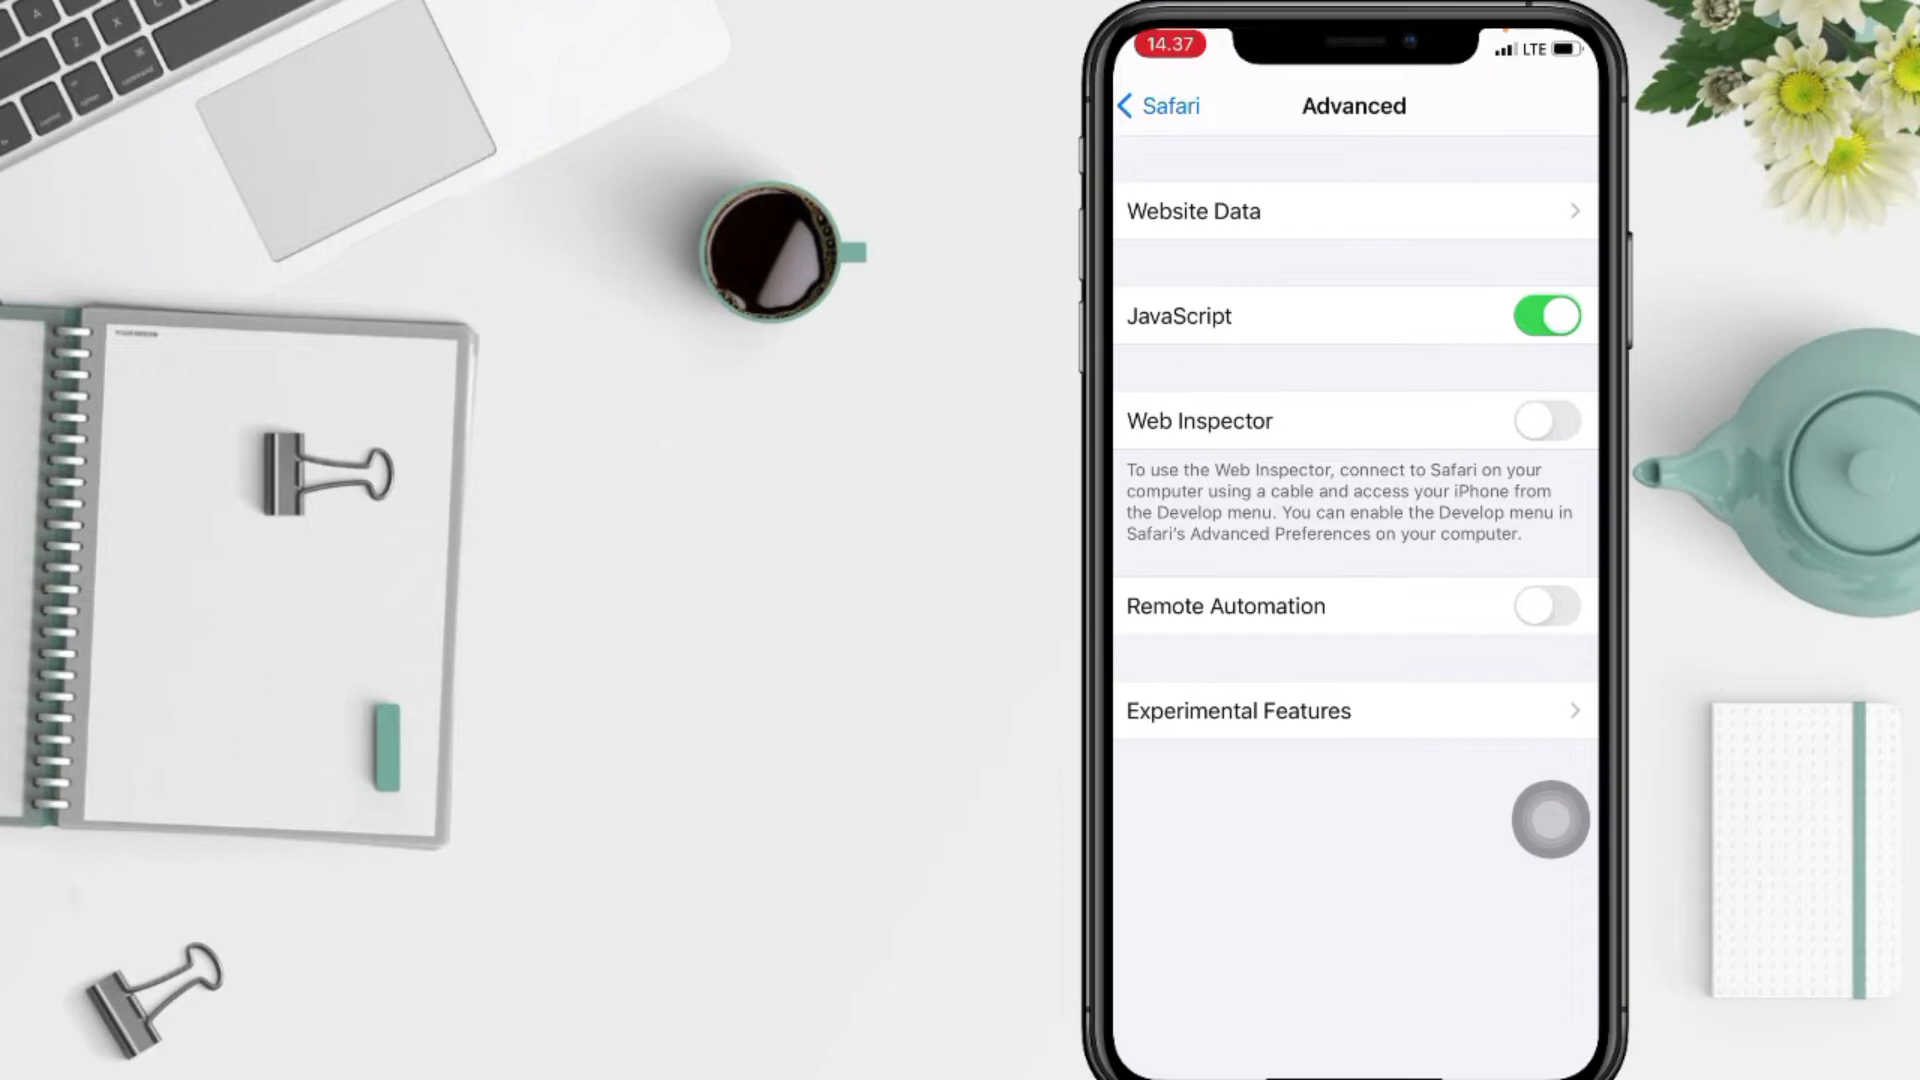 A
Z
X
C
⌘
command
option
14.37
LTE
Safari
Advanced
Website Data
JavaScript
Web Inspector
To use the Web Inspector, connect to Safari on your
computer using a cable and access your iPhone from
the Develop menu. You can enable the Develop menu in
Safari's Advanced Preferences on your computer.
Remote Automation
Experimental Features